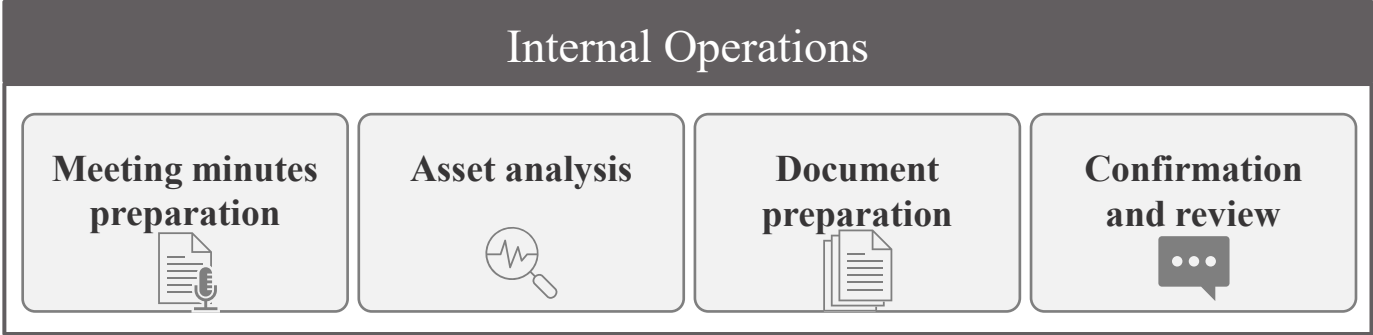 Internal Operations
Meeting minutes
preparation
Asset analysis
Document
preparation
Confirmation
and review